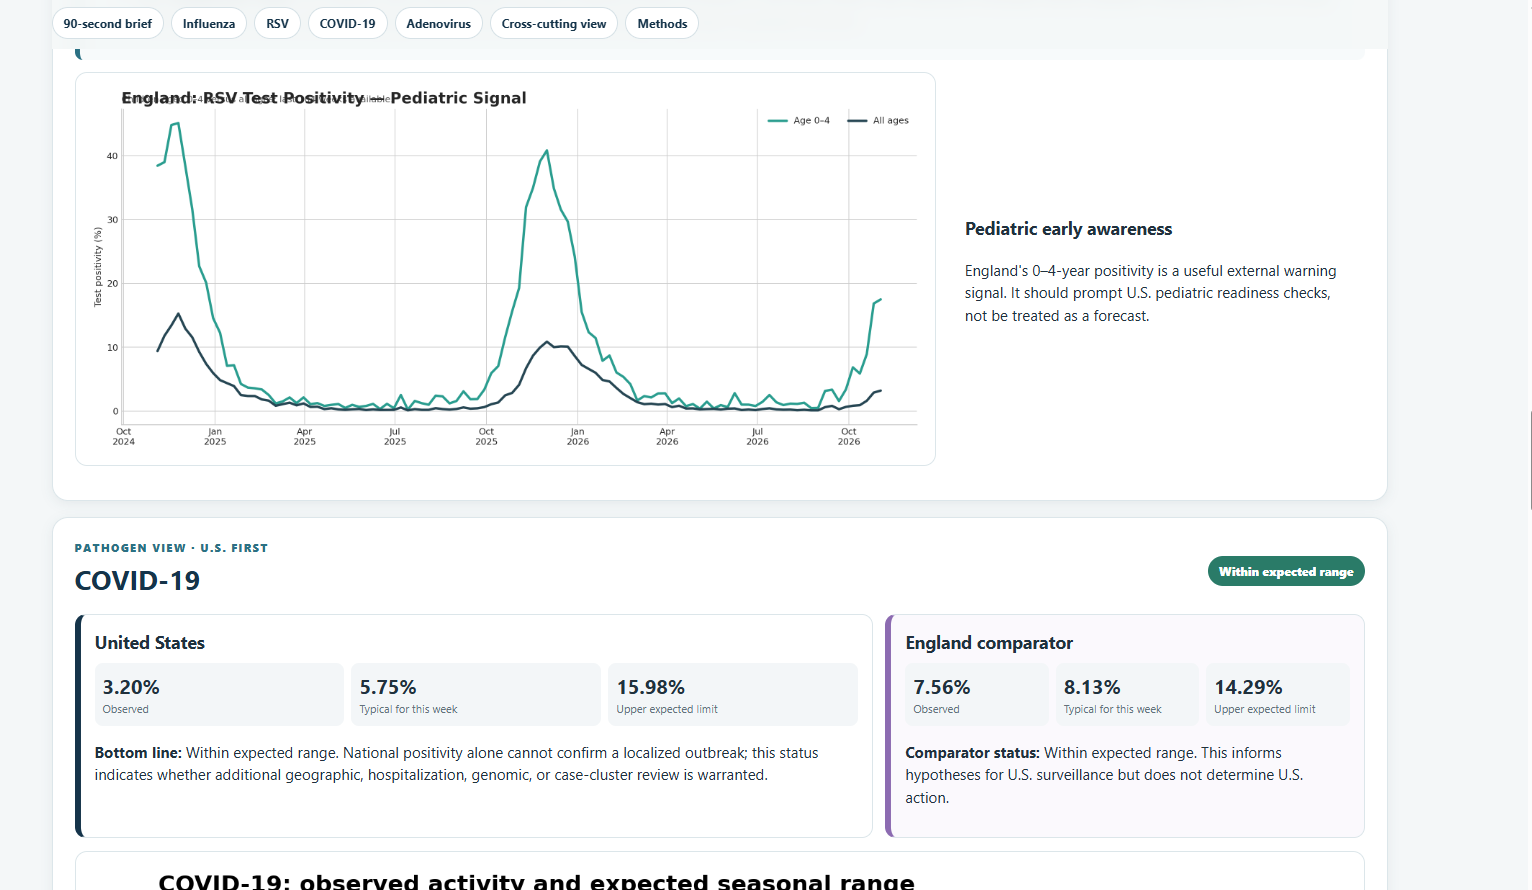 90-second brief
Influenza
RSV
COVID-19
Adenovirus
Cross-cutting view
Methods
England: RSV Test Positivity — Pediatric Signal
Age 0–4
All ages
Test positivity (%)
40
30
20
10
0
Oct 2024
Jan 2025
Apr 2025
Jul 2025
Oct 2025
Jan 2026
Apr 2026
Jul 2026
Oct 2026
Pediatric early awareness
England's 0–4-year positivity is a useful external warning
signal. It should prompt U.S. pediatric readiness checks,
not be treated as a forecast.
PATHOGEN VIEW · U.S. FIRST
COVID-19
Within expected range
United States
3.20%
Observed
5.75%
Typical for this week
15.98%
Upper expected limit
Bottom line: Within expected range. National positivity alone cannot confirm a localized outbreak; this status
indicates whether additional geographic, hospitalization, genomic, or case-cluster review is warranted.
England comparator
7.56%
Observed
8.13%
Typical for this week
14.29%
Upper expected limit
Comparator status: Within expected range. This informs
hypotheses for U.S. surveillance but does not determine U.S.
action.
COVID-19: observed activity and expected seasonal range